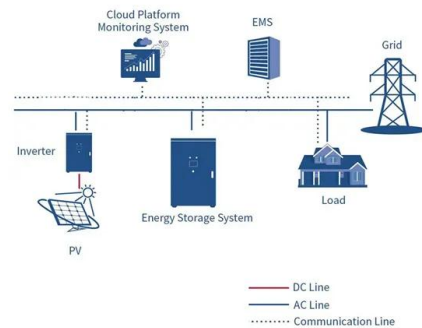 Cloud Platform
Monitoring System
EMS
Grid
Inverter
Energy Storage System
Load
PV
DC Line
AC Line
Communication Line